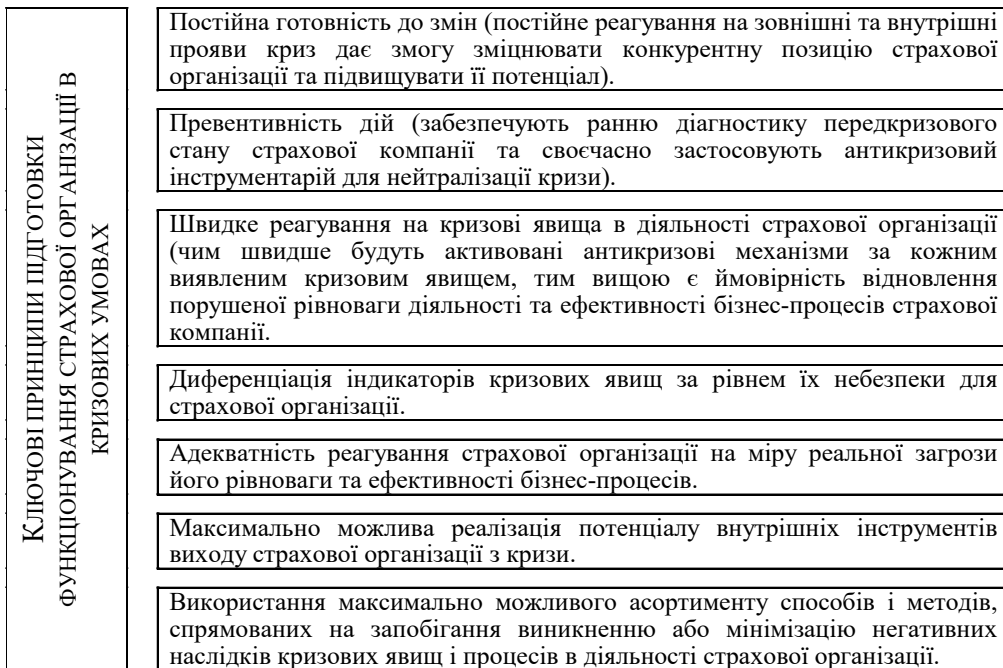 КЛЮЧОВІ ПРИНЦИПИ ПІДГОТОВКИ
ФУНКЦІОНУВАННЯ СТРАХОВОЇ ОРГАНІЗАЦІЇ В
КРИЗОВИХ УМОВАХ
Постійна готовність до змін (постійне реагування на зовнішні та внутрішні
прояви криз дає змогу зміцнювати конкурентну позицію страхової
організації та підвищувати її потенціал).
Превентивність дій (забезпечують ранню діагностику передкризового
стану страхової компанії та своєчасно застосовують антикризовий
інструментарій для нейтралізації кризи).
Швидке реагування на кризові явища в діяльності страхової організації
(чим швидше будуть активовані антикризові механізми за кожним
виявленим кризовим явищем, тим вищою є ймовірність відновлення
порушеної рівноваги діяльності та ефективності бізнес-процесів страхової
компанії.
Диференціація індикаторів кризових явищ за рівнем їх небезпеки для
страхової організації.
Адекватність реагування страхової організації на міру реальної загрози
його рівноваги та ефективності бізнес-процесів.
Максимально можлива реалізація потенціалу внутрішніх інструментів
виходу страхової організації з кризи.
Використання максимально можливого асортименту способів і методів,
спрямованих на запобігання виникненню або мінімізацію негативних
наслідків кризових явищ і процесів в діяльності страхової організації.